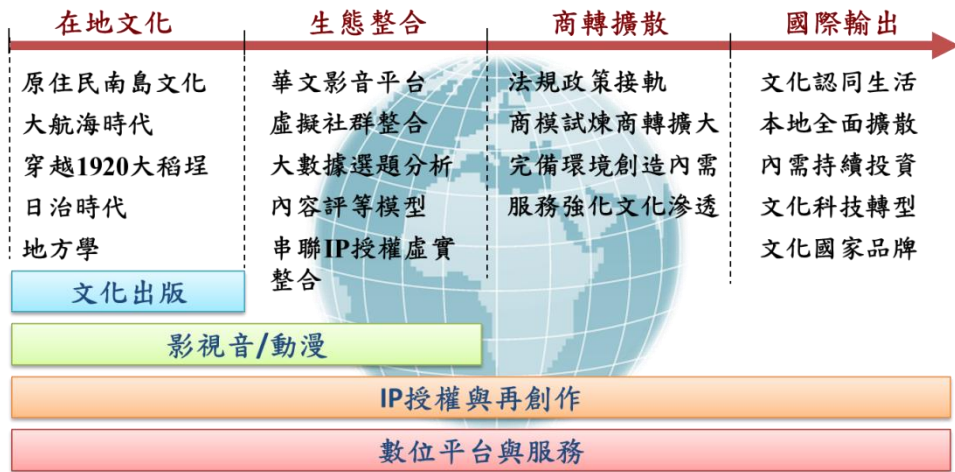 在地文化
生態整合
商轉擴散
國際輸出
原住民南島文化
大航海時代
穿越1920大稻埕
日治時代
地方學
華文影音平台
虛擬社群整合
大數據選題分析
內容評等模型
串聯IP授權虛實
整合
法規政策接軌
商模試煉商轉擴大
完備環境創造內需
服務強化文化滲透
文化認同生活
本地全面擴散
內需持續投資
文化科技轉型
文化國家品牌
文化出版
影視音/動漫
IP授權與再創作
數位平台與服務